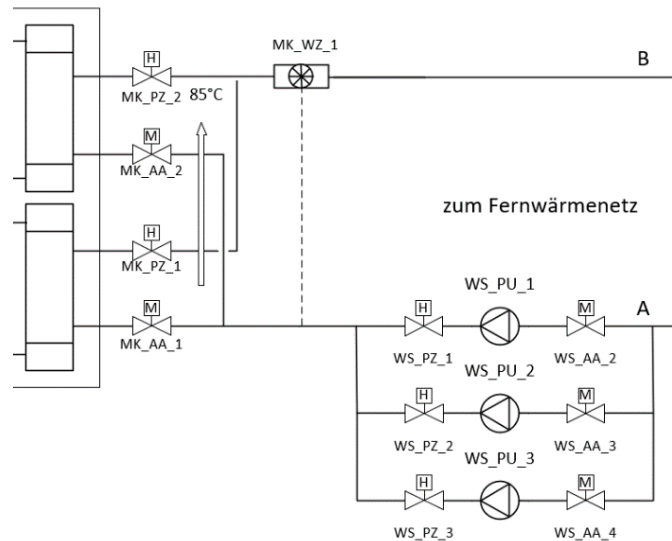 H
MK_WZ_1
B
MK_PZ_2
85°C
M
MK_AA_2
zum Fernwärmenetz
H
MK_PZ_1
WS_PU_1
M
H
M
A
MK_AA_1
WS_PZ_1
WS_AA_2
WS_PU_2
H
M
WS_PZ_2
WS_AA_3
WS_PU_3
H
M
WS_PZ_3
WS_AA_4